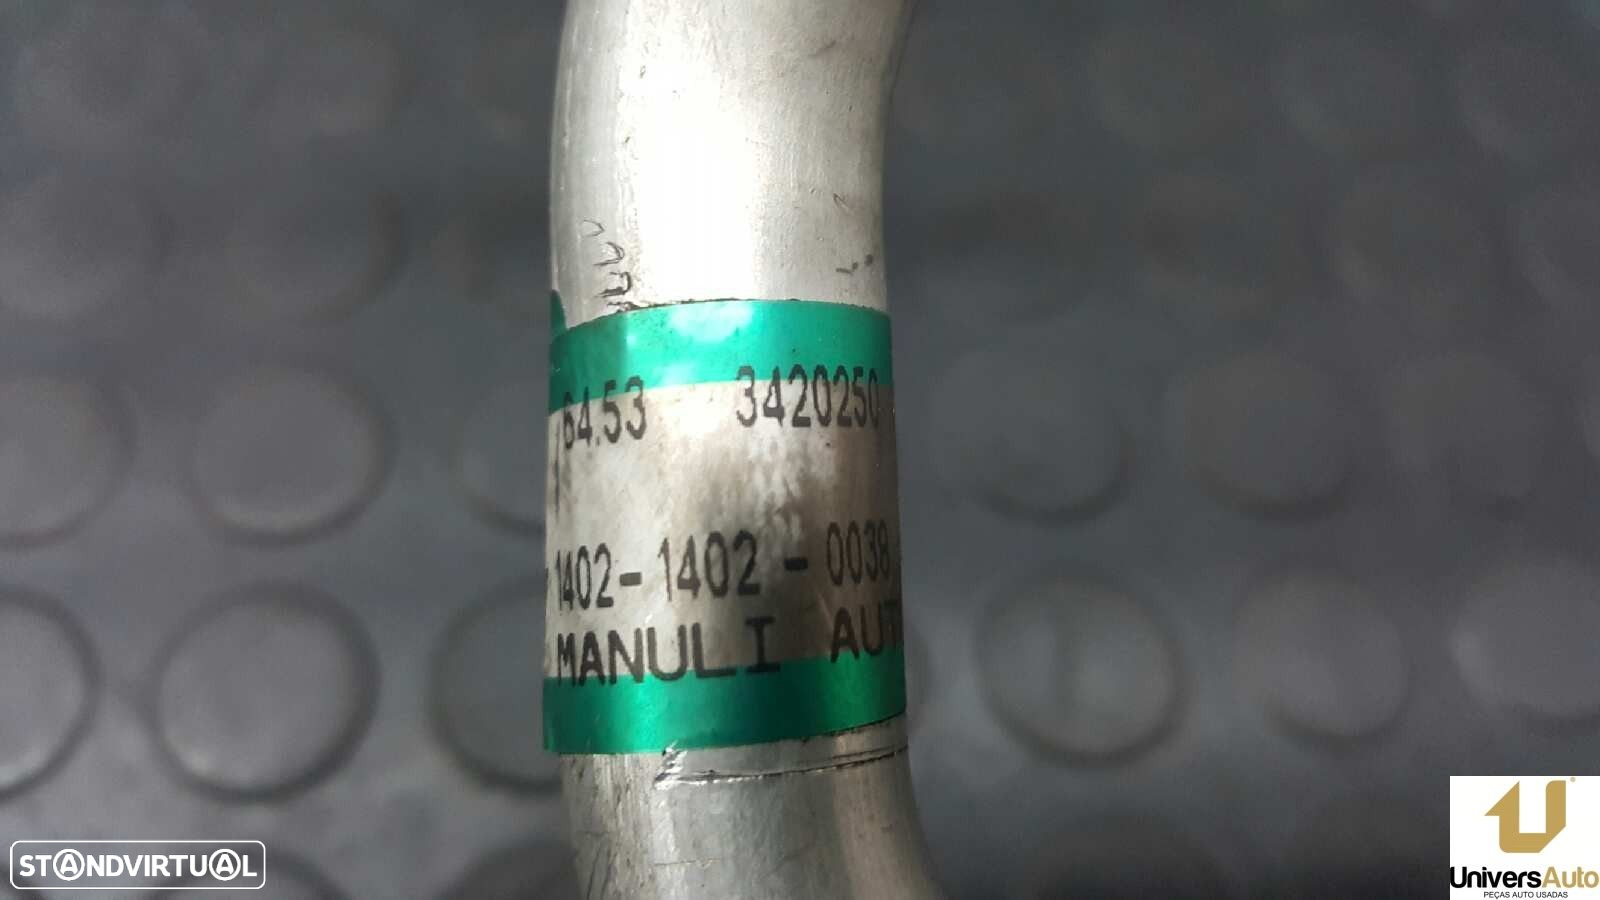 64.53 3420250
1402-1402-0038
MANULI AUT
STANDVIRTUAL
UniversAuto
PEÇAS AUTO USADAS